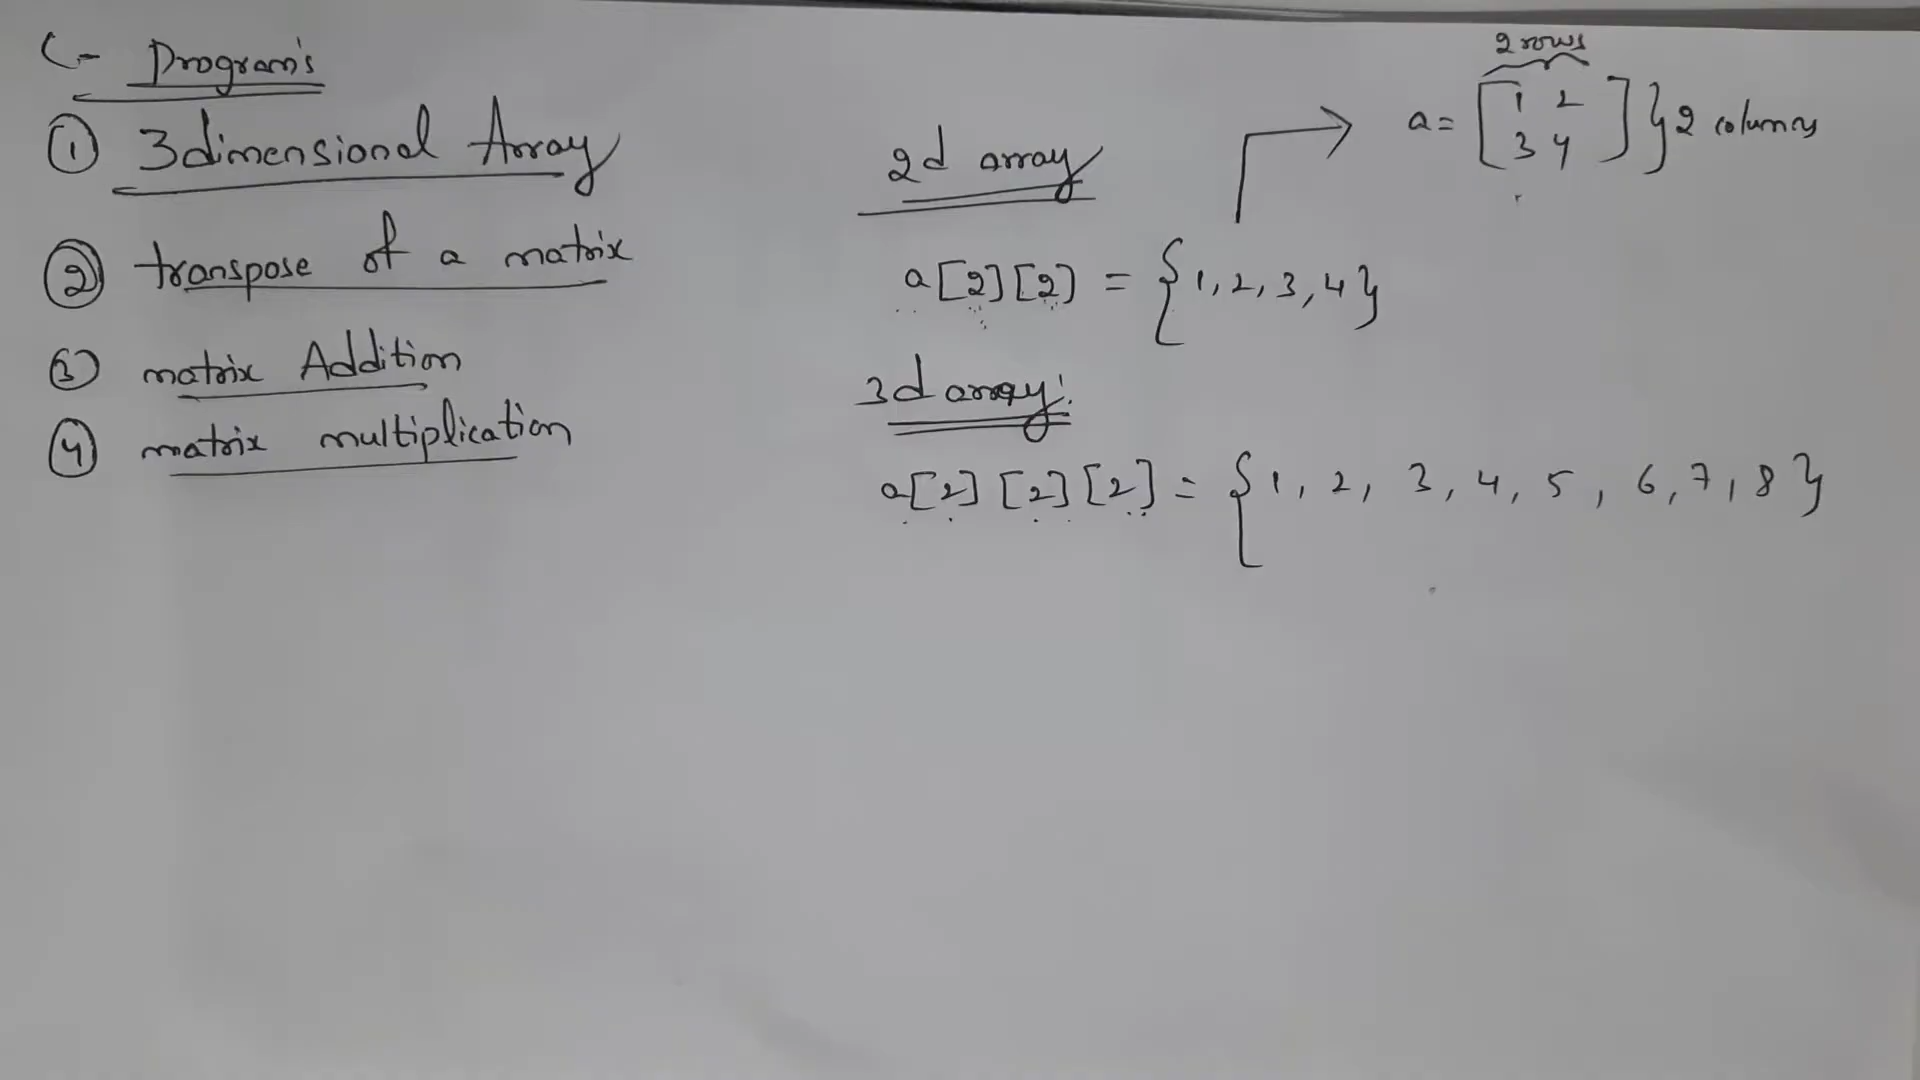 C- Program's
① 3dimensional Array
② transpose of a matrix
③ matrix Addition
④ matrix multiplication
2 rows
a = [1 2
3 4] } 2 columns
2d array
a[2][2] = {1, 2, 3, 4}
3d array:
a[2][2][2] = {1, 2, 3, 4, 5, 6, 7, 8}